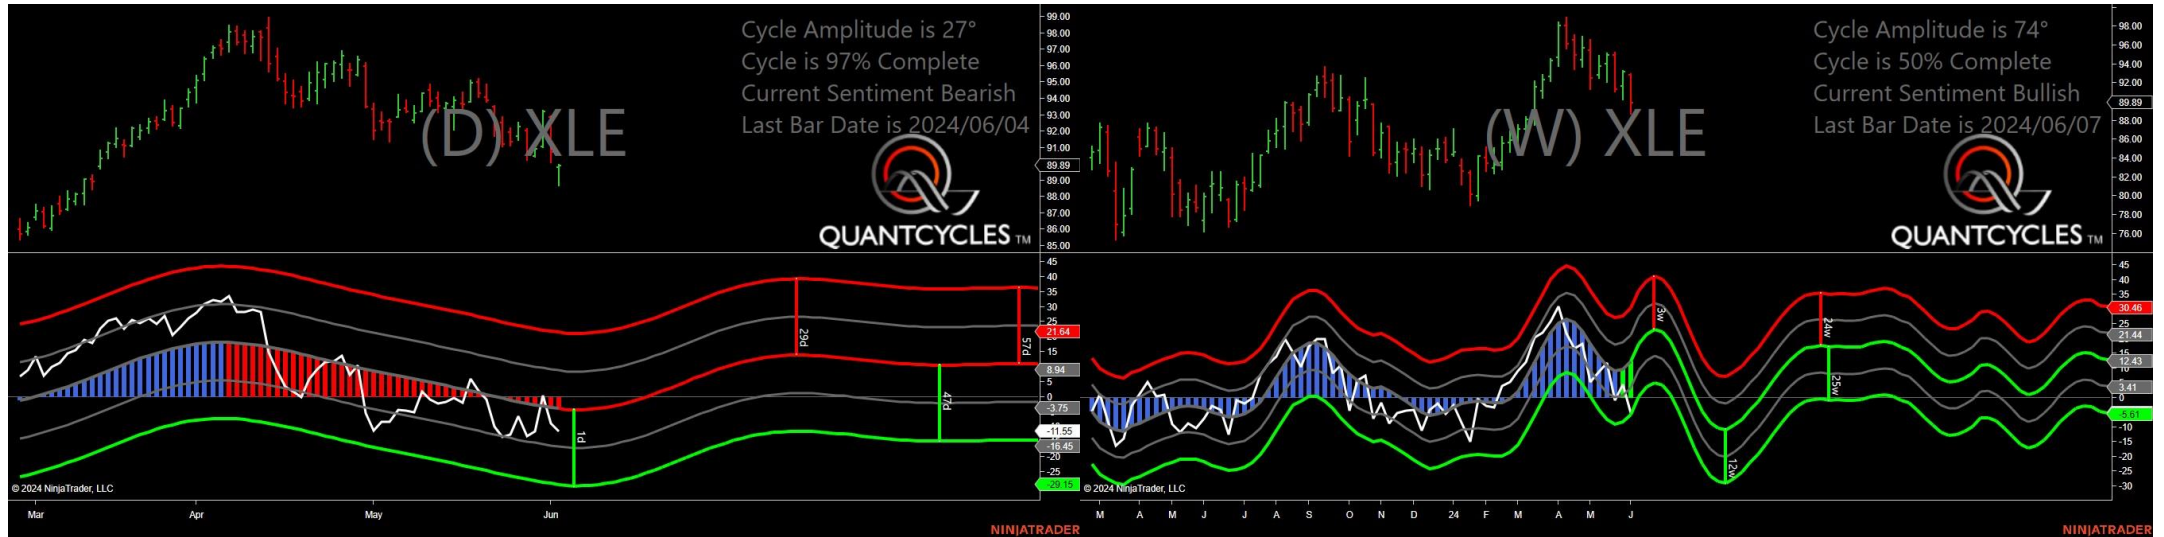 Cycle Amplitude is 27°
Cycle is 97% Complete
Current Sentiment Bearish
Last Bar Date is 2024/06/04
(D) XLE
QUANTCYCLES TM
99.00
98.00
97.00
96.00
95.00
94.00
93.00
92.00
91.00
89.89
89.00
88.00
87.00
86.00
85.00
45
40
35
30
25
21.64
15
8.94
5
0
-3.75
-11.55
-16.45
-20
-25
-29.15
29d
57d
47d
1d
© 2024 NinjaTrader, LLC
Mar Apr May Jun
NINJATRADER
Cycle Amplitude is 74°
Cycle is 50% Complete
Current Sentiment Bullish
Last Bar Date is 2024/06/07
(W) XLE
QUANTCYCLES TM
98.00
96.00
94.00
92.00
89.89
88.00
86.00
84.00
82.00
80.00
78.00
76.00
45
40
35
30.46
25
21.44
12.43
5
3.41
0
-5.61
-10
-15
-20
-25
-30
3w
24w
25w
12w
© 2024 NinjaTrader, LLC
M A M J J A S O N D 24 F M A M J
NINJATRADER